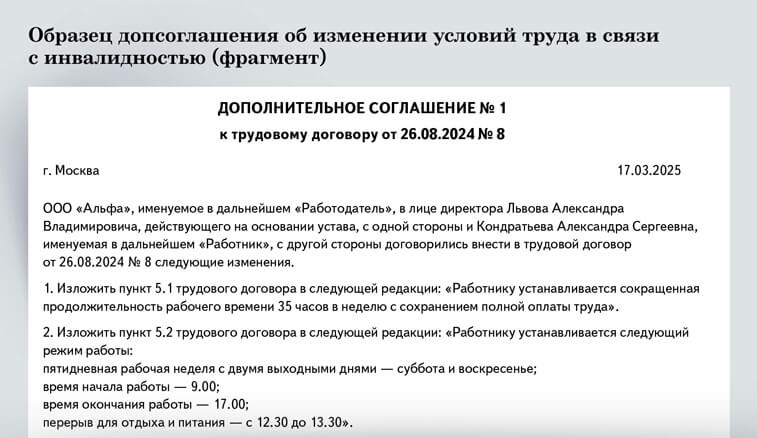 Образец допсоглашения об изменении условий труда в связи
с инвалидностью (фрагмент)
ДОПОЛНИТЕЛЬНОЕ СОГЛАШЕНИЕ № 1
к трудовому договору от 26.08.2024 № 8
г. Москва 17.03.2025
ООО «Альфа», именуемое в дальнейшем «Работодатель», в лице директора Львова Александра
Владимировича, действующего на основании устава, с одной стороны и Кондратьева Александра Сергеевна,
именуемая в дальнейшем «Работник», с другой стороны договорились внести в трудовой договор
от 26.08.2024 № 8 следующие изменения.
1. Изложить пункт 5.1 трудового договора в следующей редакции: «Работнику устанавливается сокращенная
продолжительность рабочего времени 35 часов в неделю с сохранением полной оплаты труда».
2. Изложить пункт 5.2 трудового договора в следующей редакции: «Работнику устанавливается следующий
режим работы:
пятидневная рабочая неделя с двумя выходными днями — суббота и воскресенье;
время начала работы — 9.00;
время окончания работы — 17.00;
перерыв для отдыха и питания — с 12.30 до 13.30».